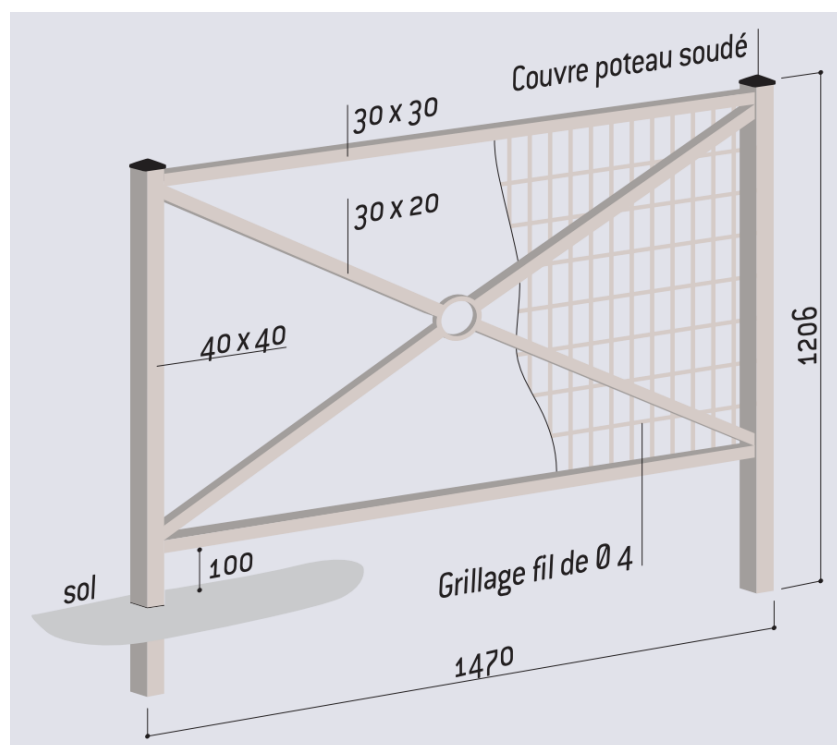 Couvre poteau soudé
30 x 30
30 x 20
40 x 40
1206
100
sol
Grillage fil de Ø 4
1470